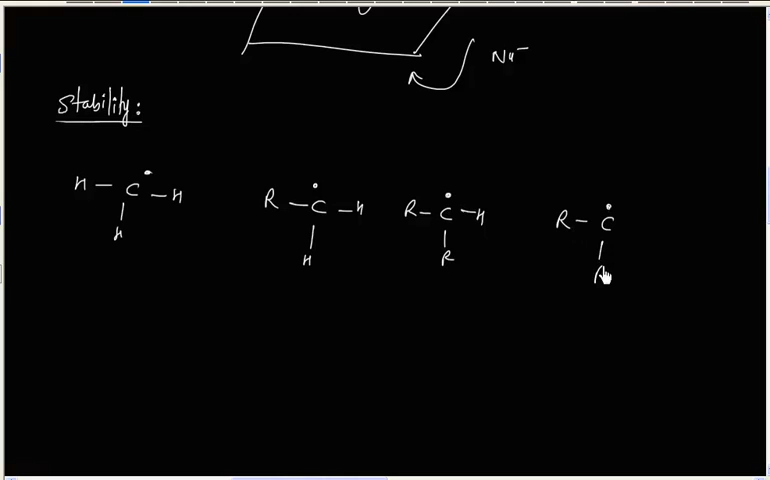 Nu⁻
Stability:
H — C• — H
H
R — Ċ — H
H
R — Ċ — H
R
R — Ċ